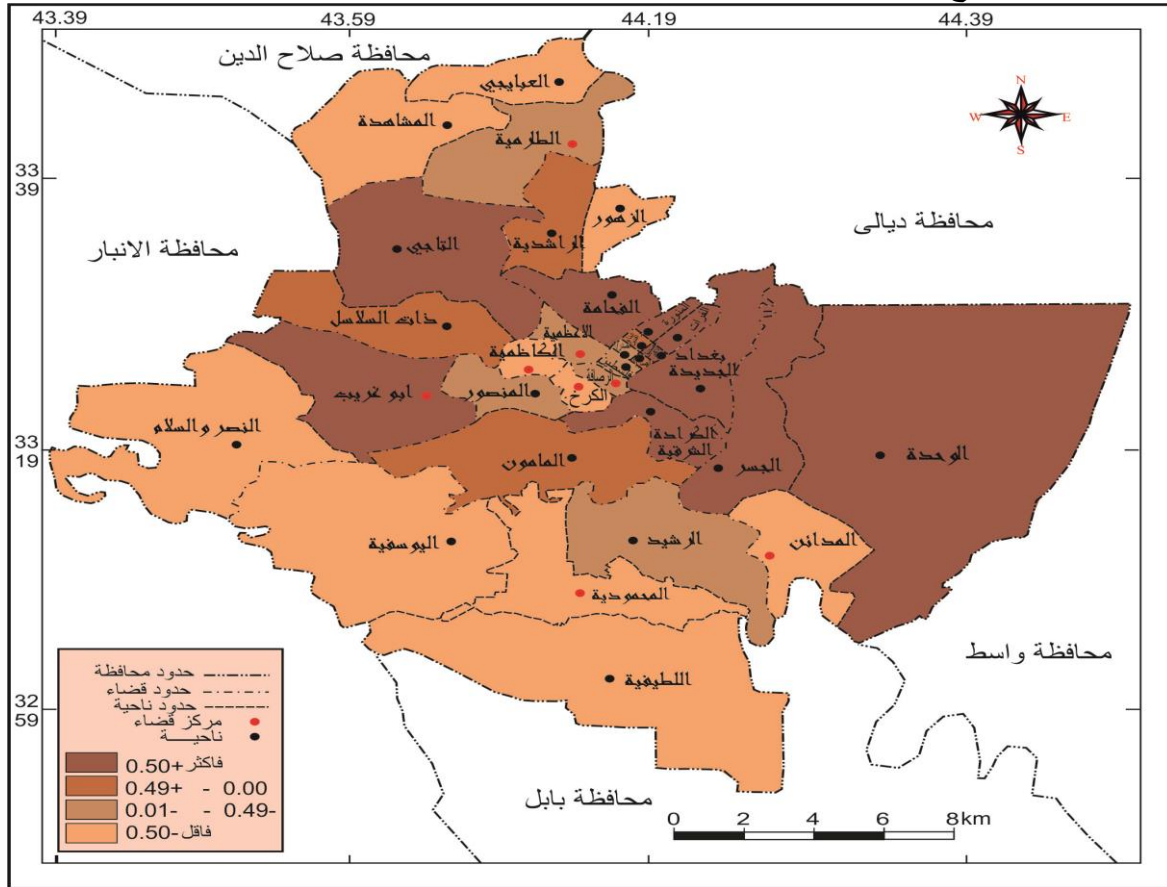 43.39 43.59 44.19 44.39
محافظة صلاح الدين
العبايجي
المشاهدة
الطارمية
N
W E
S
33
39
الزهور
محافظة ديالى
الراشدية
التاجي
محافظة الانبار
الفحامة
ذات السلاسل
الاعظمية
الكاظمية
بغداد
الجديدة
المنصور
الكرخ
ابو غريب
النصر والسلام
33
19
الكرادة
الشرقية
المامون
الجسر
الوحدة
الرشيد
المدائن
اليوسفية
المحمودية
محافظة واسط
اللطيفية
32
59
حدود محافظة
حدود قضاء
حدود ناحية
مركز قضاء
ناحيـــة
0.50+ فاكثر
0.49+ - 0.00
0.01- - 0.49-
0.50- فاقل
محافظة بابل
0 2 4 6 8km